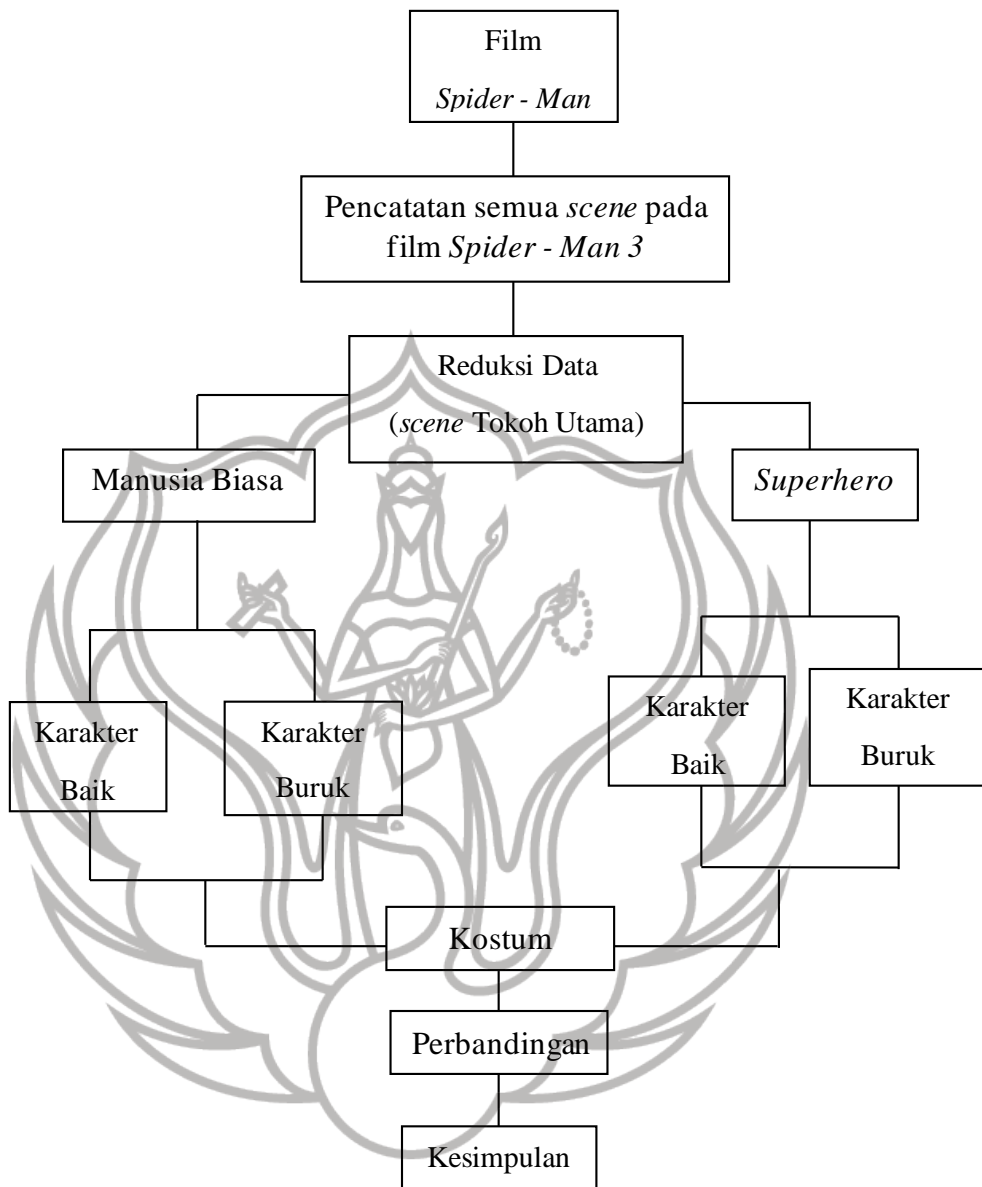 Film
Spider - Man
Pencatatan semua scene pada
film Spider - Man 3
Reduksi Data
(scene Tokoh Utama)
Manusia Biasa
Superhero
Karakter
Baik
Karakter
Buruk
Karakter
Baik
Karakter
Buruk
Kostum
Perbandingan
Kesimpulan